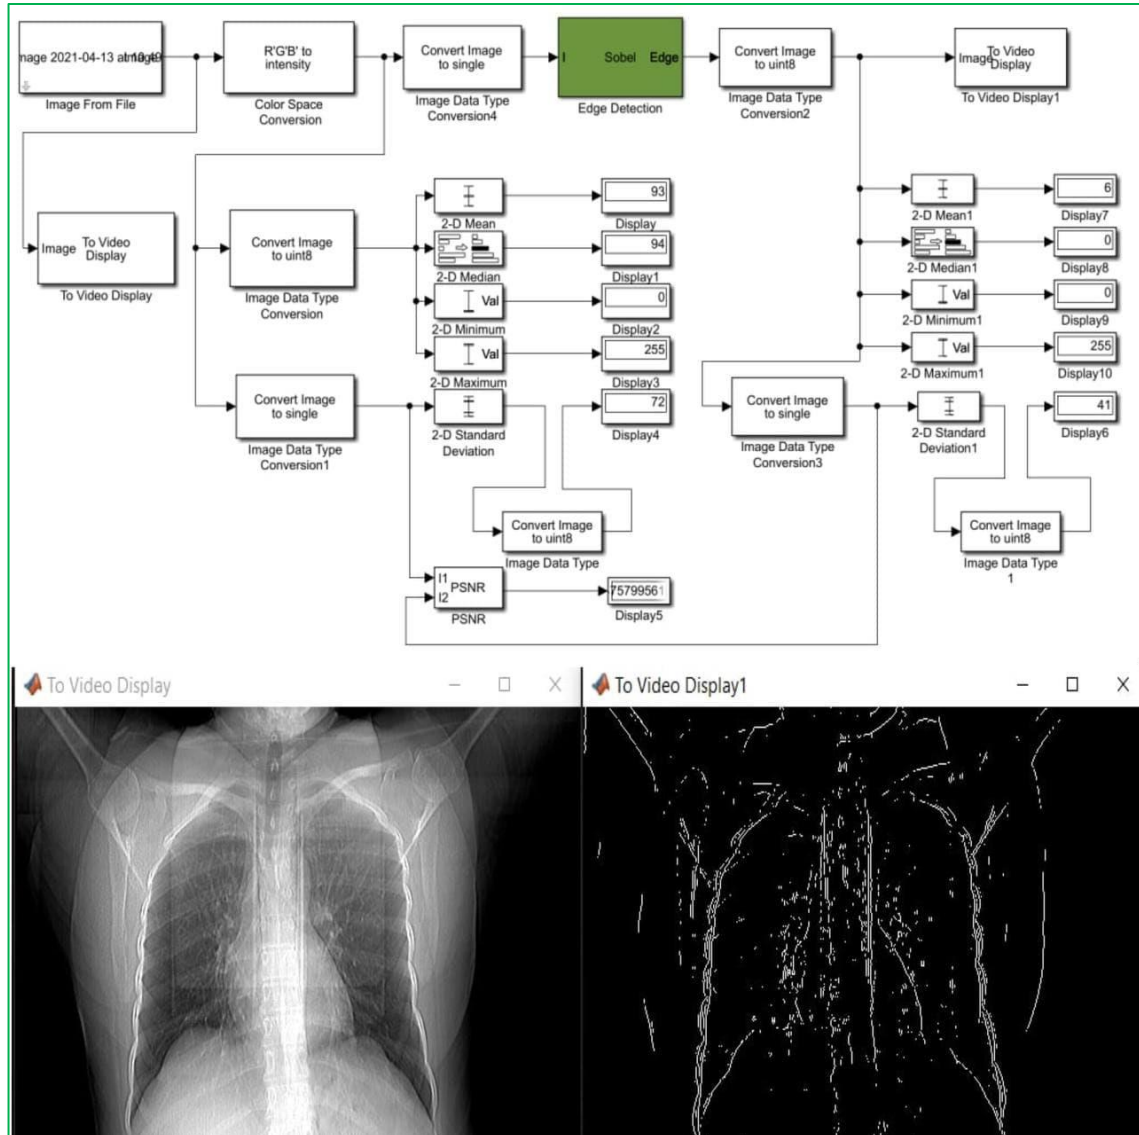 R'G'B' to
intensity
Color Space
Conversion
Convert Image
to single
Image Data Type
Conversion4
I Sobel Edge
Edge Detection
Convert Image
to uint8
Image Data Type
Conversion2
Image
To Video
Display
To Video Display1
Image From File
Image
To Video
Display
To Video Display
Convert Image
to uint8
Image Data Type
Conversion
Convert Image
to single
Image Data Type
Conversion1
2-D Mean
93
Display
2-D Median
94
Display1
Val
2-D Minimum
0
Display2
Val
2-D Maximum
255
Display3
2-D Standard
Deviation
72
Display4
Convert Image
to uint8
Image Data Type
I1
I2
PSNR
PSNR
75799561
Display5
2-D Mean1
6
Display7
2-D Median1
0
Display8
Val
2-D Minimum1
0
Display9
Val
2-D Maximum1
255
Display10
Convert Image
to single
Image Data Type
Conversion3
2-D Standard
Deviation1
41
Display6
Convert Image
to uint8
Image Data Type
1
To Video Display
To Video Display1